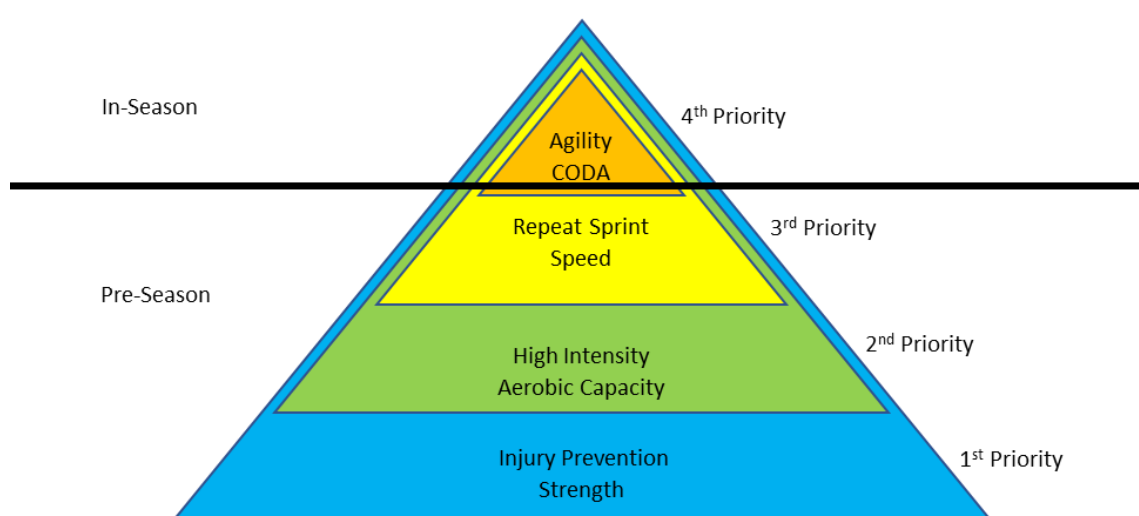 In-Season
4th Priority
Agility
CODA
Repeat Sprint
Speed
3rd Priority
Pre-Season
2nd Priority
High Intensity
Aerobic Capacity
Injury Prevention
Strength
1st Priority